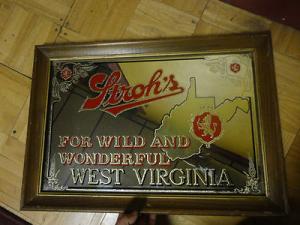 Stroh's
FOR WILD AND
WONDERFUL
WEST VIRGINIA